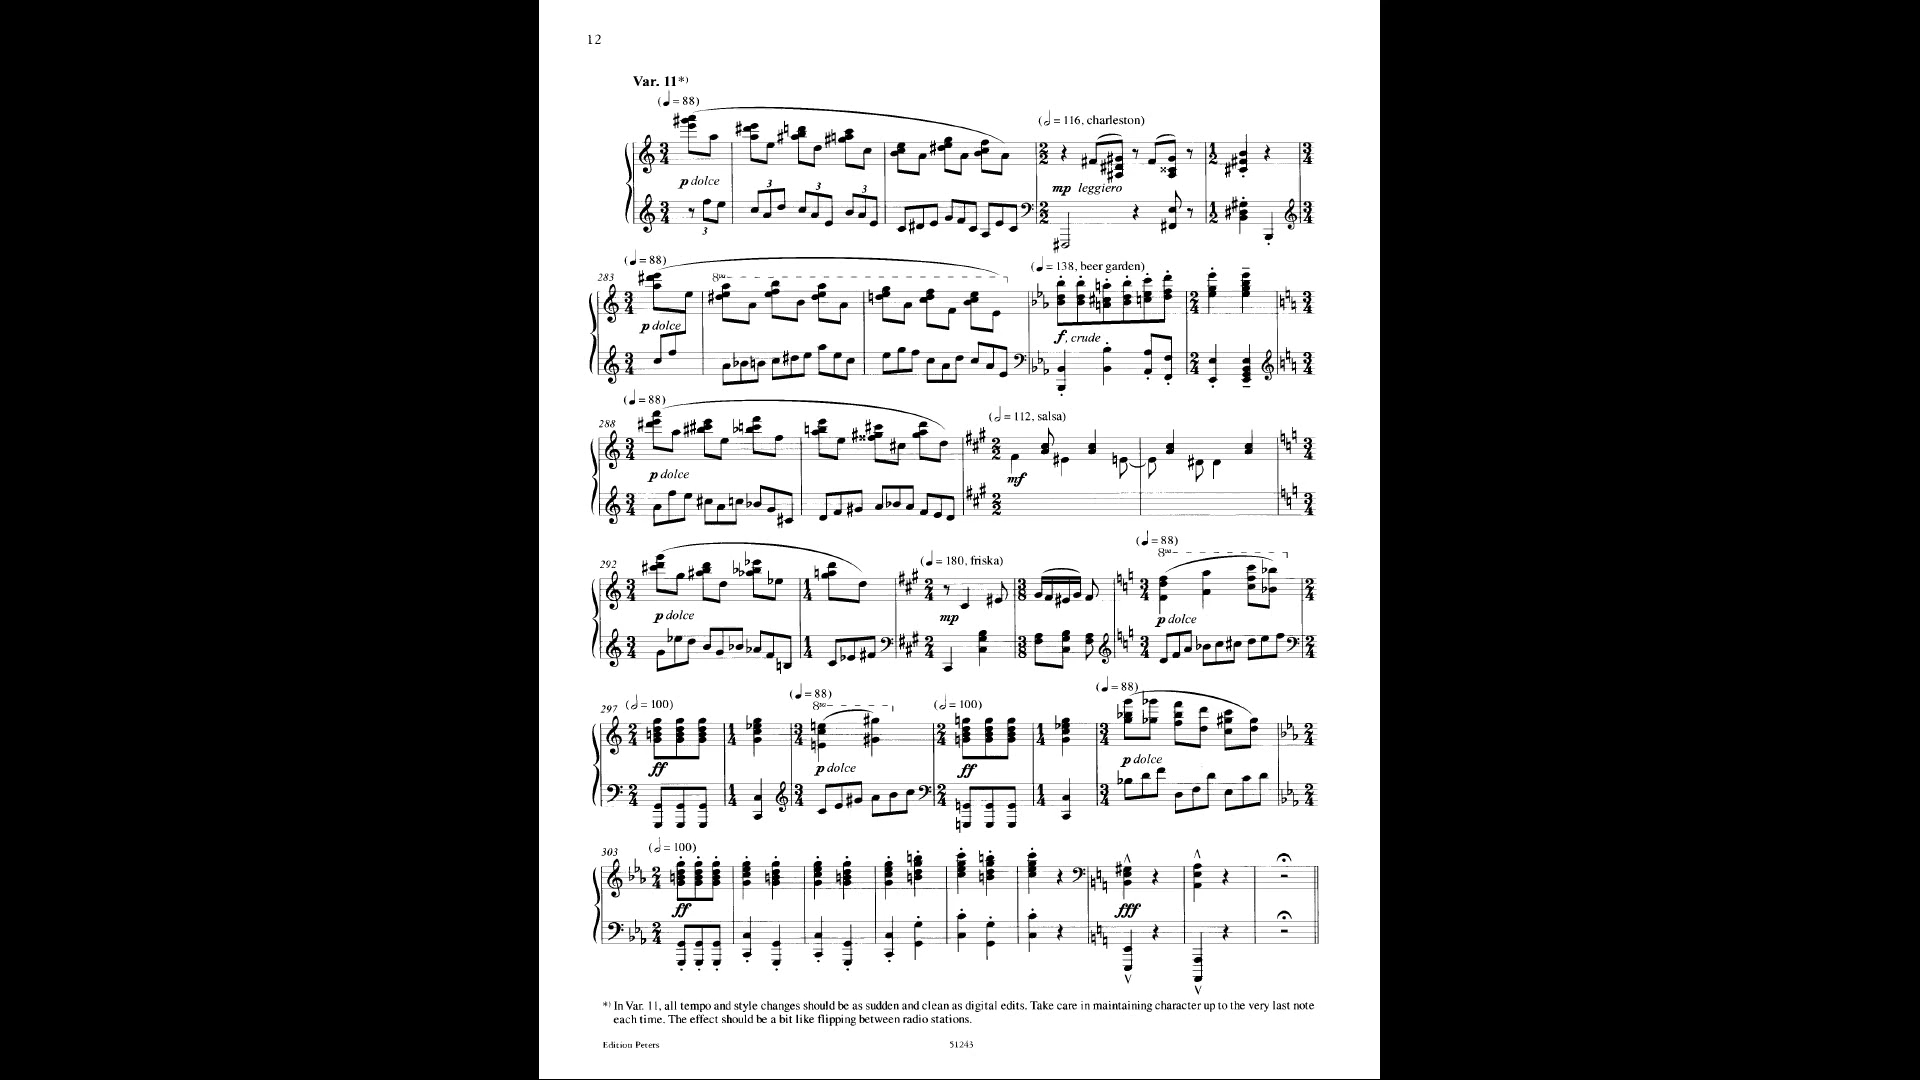 12
Var. 11*)
(♩ = 88)
(𝅗𝅥 = 116, charleston)
p dolce
mp leggiero
3 3 3
3
283
(♩ = 88)
8va
(♩ = 138, beer garden)
p dolce
f, crude
288
(♩ = 88)
(𝅗𝅥 = 112, salsa)
p dolce
mf
292
(♩ = 180, friska)
(♩ = 88)
8va
p dolce
mp
p dolce
297
(𝅗𝅥 = 100)
(♩ = 88)
8va
(𝅗𝅥 = 100)
(♩ = 88)
ff
p dolce
ff
p dolce
303
(𝅗𝅥 = 100)
ff
fff
*) In Var. 11, all tempo and style changes should be as sudden and clean as digital edits. Take care in maintaining character up to the very last note
each time. The effect should be a bit like flipping between radio stations.
Edition Peters
51243